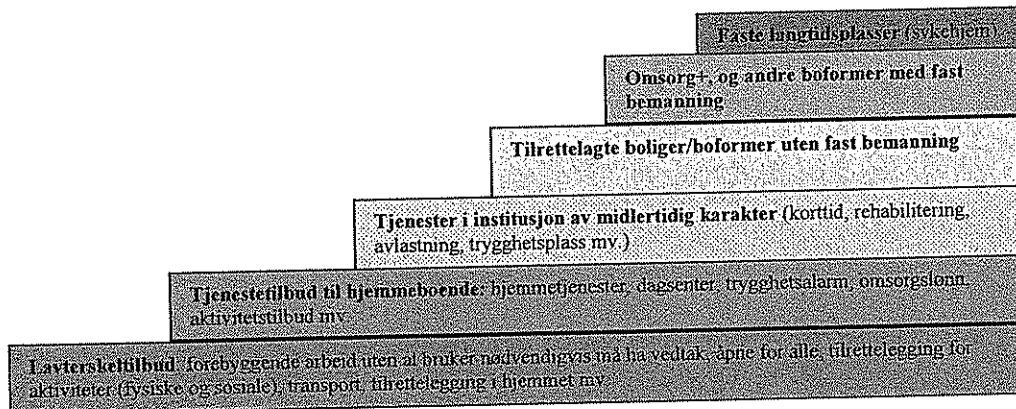 Faste langtidsplasser (sykehjem)
Omsorg+, og andre boformer med fast
bemanning
Tilrettelagte boliger/boformer uten fast bemanning
Tjenester i institusjon av midlertidig karakter (korttid, rehabilitering,
avlastning, trygghetsplass mv.)
Tjenestetilbud til hjemmeboende: hjemmetjenester, dagsenter, trygghetsalarm, omsorgslønn,
aktivitetstilbud mv
Lavterskeltilbud: forebyggende arbeid uten at bruker nødvendigvis må ha vedtak, åpne for alle, tilrettelegging for
aktiviteter (fysiske og sosiale), transport, tilrettelegging i hjemmet mv